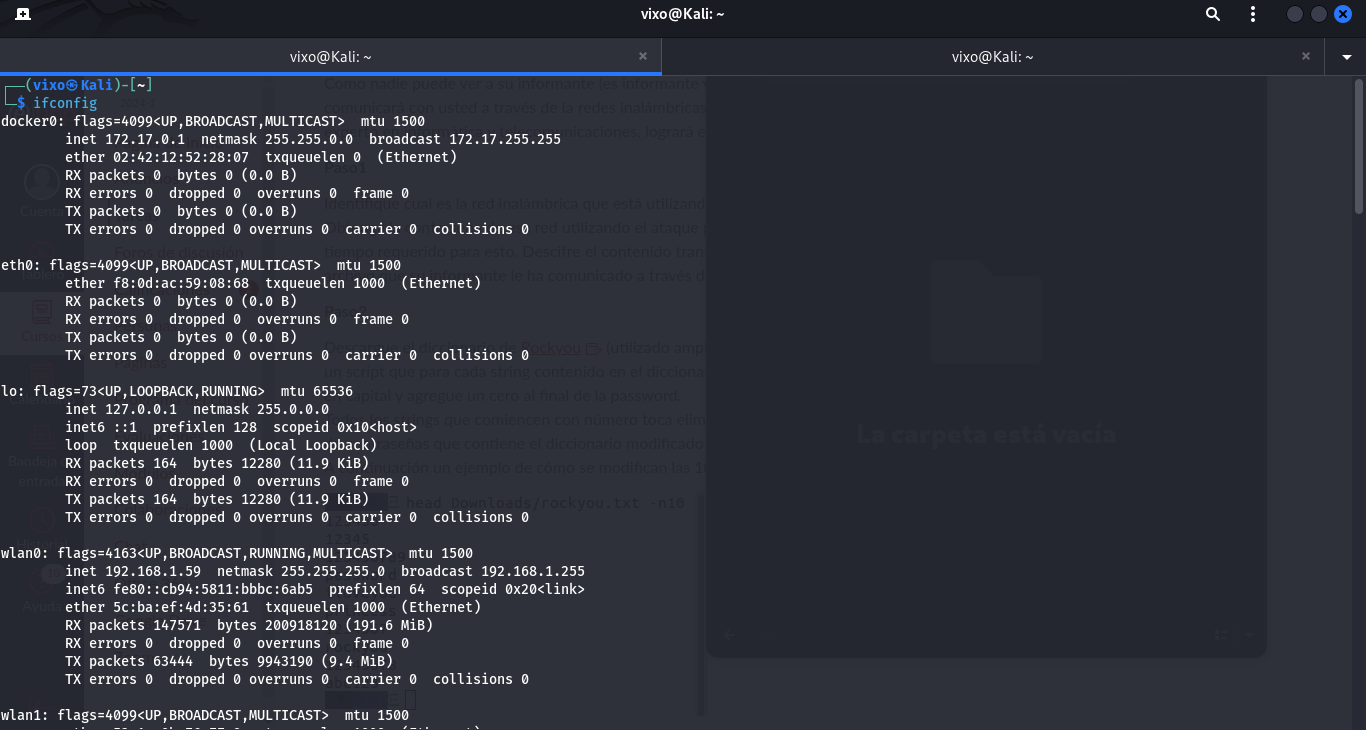 vixo@Kali: ~
vixo@Kali: ~
vixo@Kali: ~
(vixo㉿Kali)-[~]
$ ifconfig
docker0: flags=4099<UP,BROADCAST,MULTICAST>  mtu 1500
inet 172.17.0.1  netmask 255.255.0.0  broadcast 172.17.255.255
ether 02:42:12:52:28:07  txqueuelen 0  (Ethernet)
RX packets 0  bytes 0 (0.0 B)
RX errors 0  dropped 0  overruns 0  frame 0
TX packets 0  bytes 0 (0.0 B)
TX errors 0  dropped 0 overruns 0  carrier 0  collisions 0
eth0: flags=4099<UP,BROADCAST,MULTICAST>  mtu 1500
ether f8:0d:ac:59:08:68  txqueuelen 1000  (Ethernet)
RX packets 0  bytes 0 (0.0 B)
RX errors 0  dropped 0  overruns 0  frame 0
TX packets 0  bytes 0 (0.0 B)
TX errors 0  dropped 0 overruns 0  carrier 0  collisions 0
lo: flags=73<UP,LOOPBACK,RUNNING>  mtu 65536
inet 127.0.0.1  netmask 255.0.0.0
inet6 ::1  prefixlen 128  scopeid 0x10<host>
loop  txqueuelen 1000  (Local Loopback)
RX packets 164  bytes 12280 (11.9 KiB)
RX errors 0  dropped 0  overruns 0  frame 0
TX packets 164  bytes 12280 (11.9 KiB)
TX errors 0  dropped 0 overruns 0  carrier 0  collisions 0
wlan0: flags=4163<UP,BROADCAST,RUNNING,MULTICAST>  mtu 1500
inet 192.168.1.59  netmask 255.255.255.0  broadcast 192.168.1.255
inet6 fe80::cb94:5811:bbbc:6ab5  prefixlen 64  scopeid 0x20<link>
ether 5c:ba:ef:4d:35:61  txqueuelen 1000  (Ethernet)
RX packets 147571  bytes 200918120 (191.6 MiB)
RX errors 0  dropped 0  overruns 0  frame 0
TX packets 63444  bytes 9943190 (9.4 MiB)
TX errors 0  dropped 0 overruns 0  carrier 0  collisions 0
wlan1: flags=4099<UP,BROADCAST,MULTICAST>  mtu 1500
La carpeta está vacía
head Downloads/rockyou.txt -n10